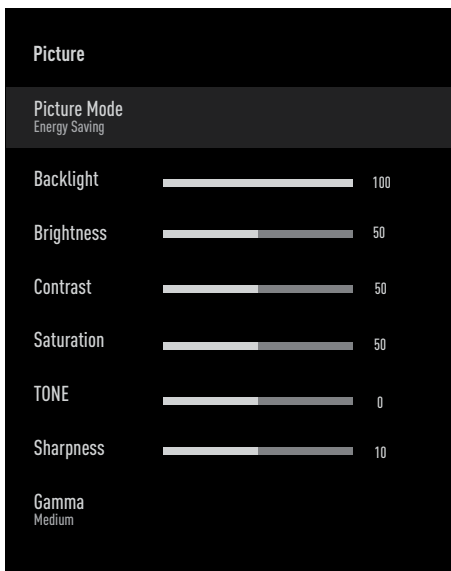 Picture
Picture Mode
Energy Saving
Backlight 100
Brightness 50
Contrast 50
Saturation 50
TONE 0
Sharpness 10
Gamma
Medium